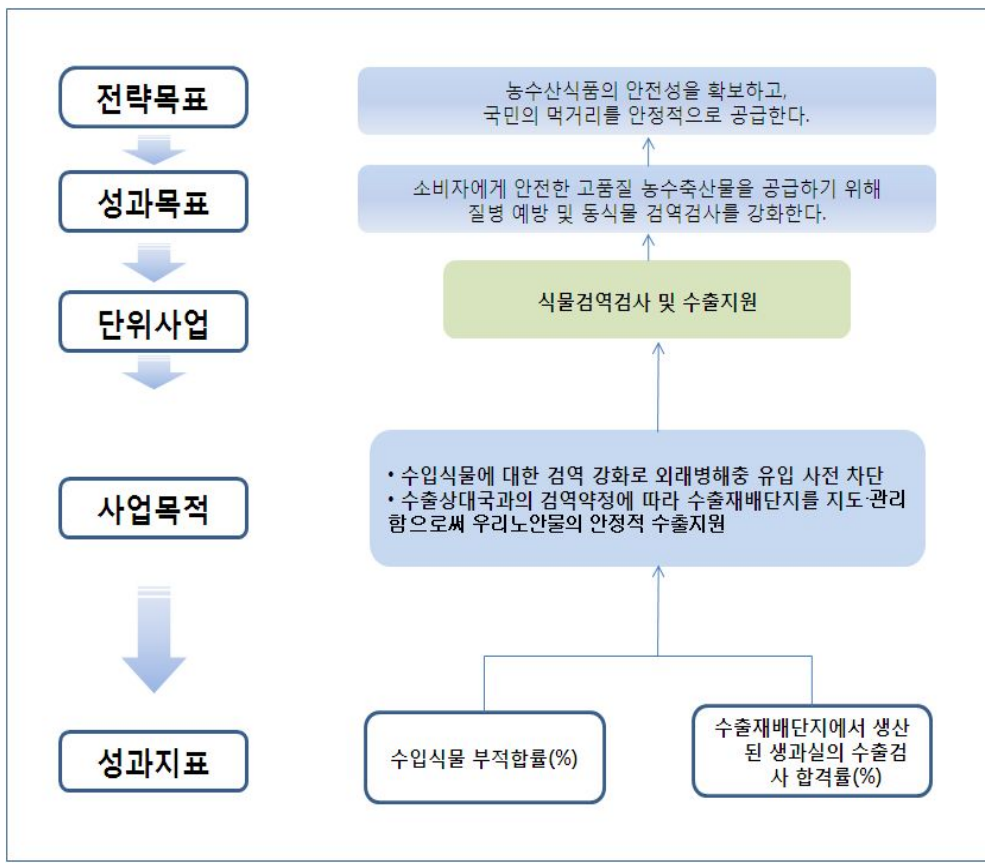 전략목표
농수산식품의 안전성을 확보하고,
국민의 먹거리를 안정적으로 공급한다.
성과목표
소비자에게 안전한 고품질 농수축산물을 공급하기 위해
질병 예방 및 동식물 검역검사를 강화한다.
단위사업
식물검역검사 및 수출지원
사업목적
• 수입식물에 대한 검역 강화로 외래병해충 유입 사전 차단
• 수출상대국과의 검역약정에 따라 수출재배단지를 지도·관리
함으로써 우리노안물의 안정적 수출지원
성과지표
수입식물 부적합률(%)
수출재배단지에서 생산
된 생과실의 수출검
사 합격률(%)